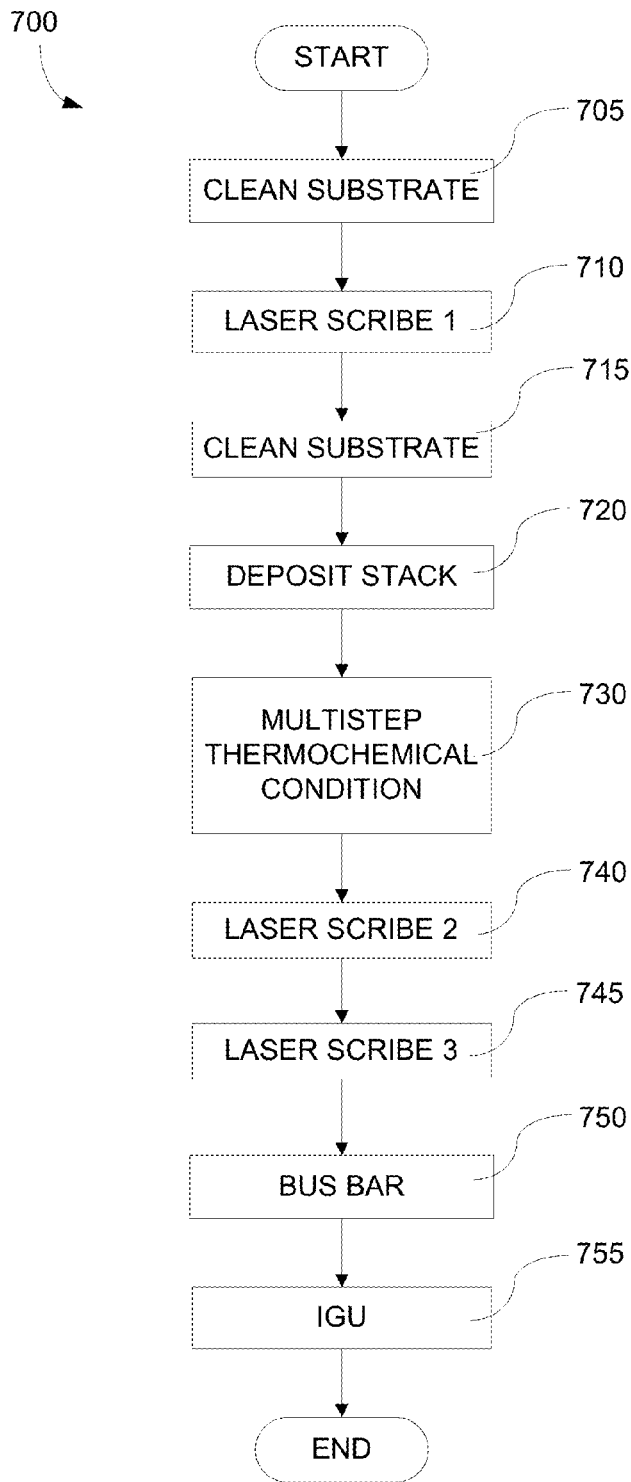 700
START
705
CLEAN SUBSTRATE
710
LASER SCRIBE 1
715
CLEAN SUBSTRATE
720
DEPOSIT STACK
730
MULTISTEP
THERMOCHEMICAL
CONDITION
740
LASER SCRIBE 2
745
LASER SCRIBE 3
750
BUS BAR
755
IGU
END